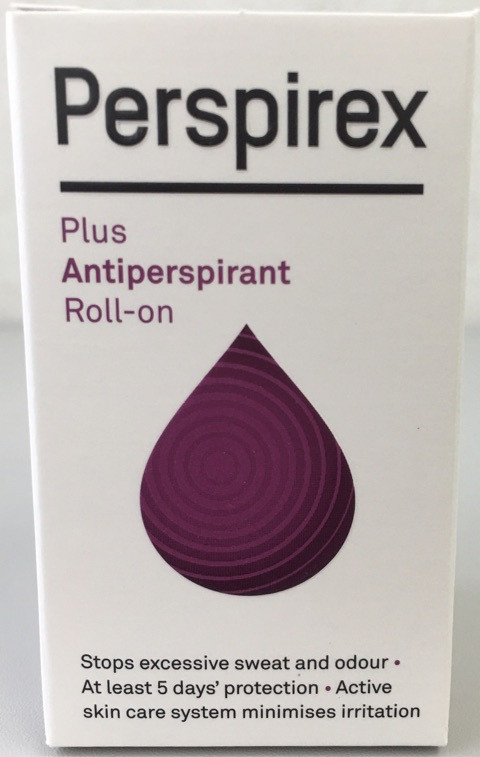 Perspirex
Plus
Antiperspirant
Roll-on
Stops excessive sweat and odour •
At least 5 days’ protection • Active
skin care system minimises irritation